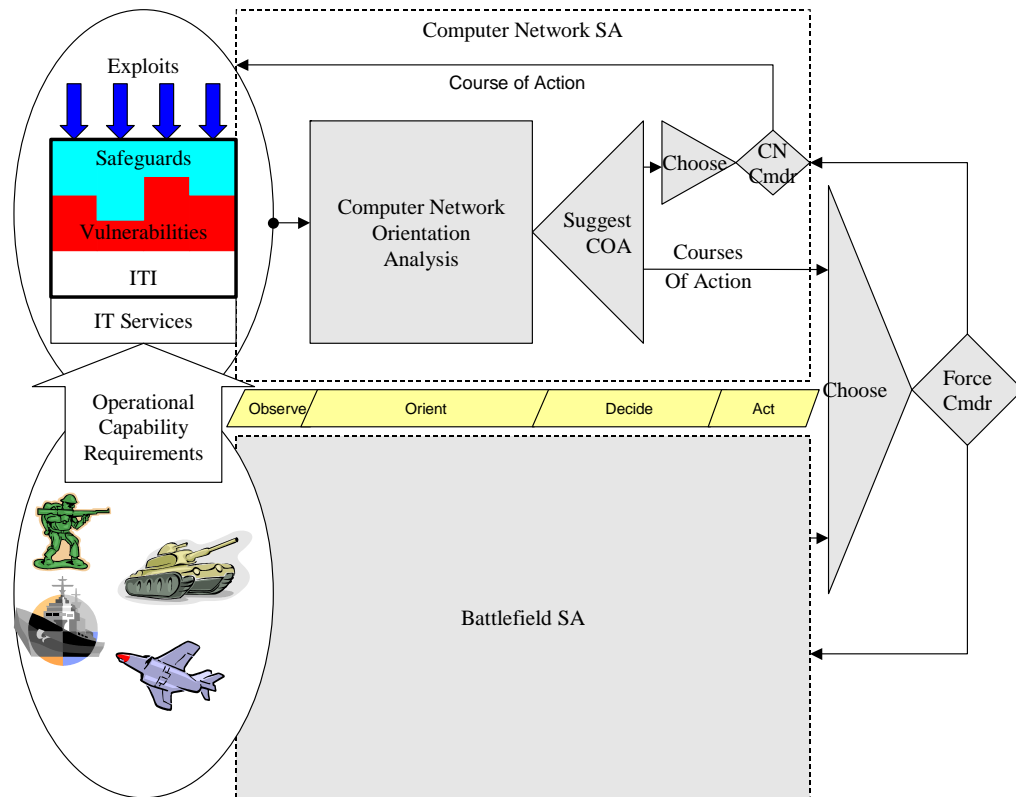 Computer Network SA
Exploits
Course of Action
Safeguards
Vulnerabilities
ITI
IT Services
Computer Network
Orientation
Analysis
Suggest
COA
Choose
CN
Cmdr
Courses
Of Action
Choose
Force
Cmdr
Observe
Orient
Decide
Act
Operational
Capability
Requirements
Battlefield SA